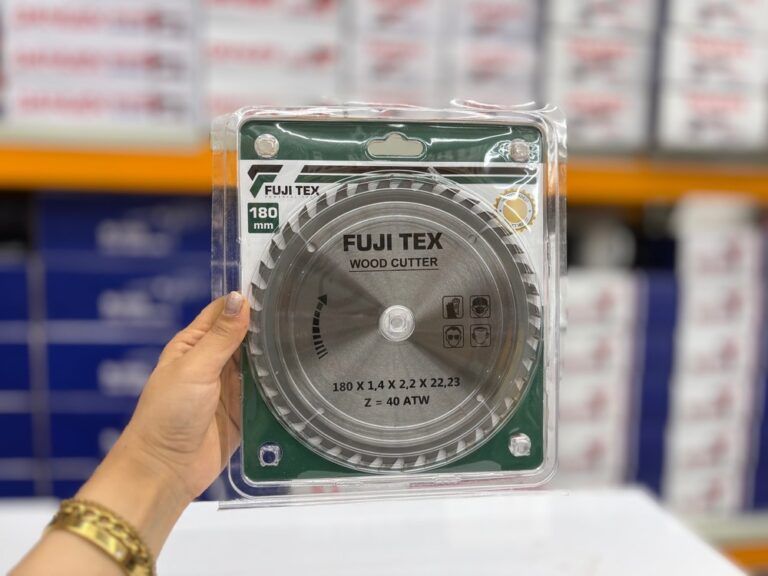 FUJI TEX
180
mm
FUJI TEX
WOOD CUTTER
180 X 1,4 X 2,2 X 22,23
Z = 40 ATW